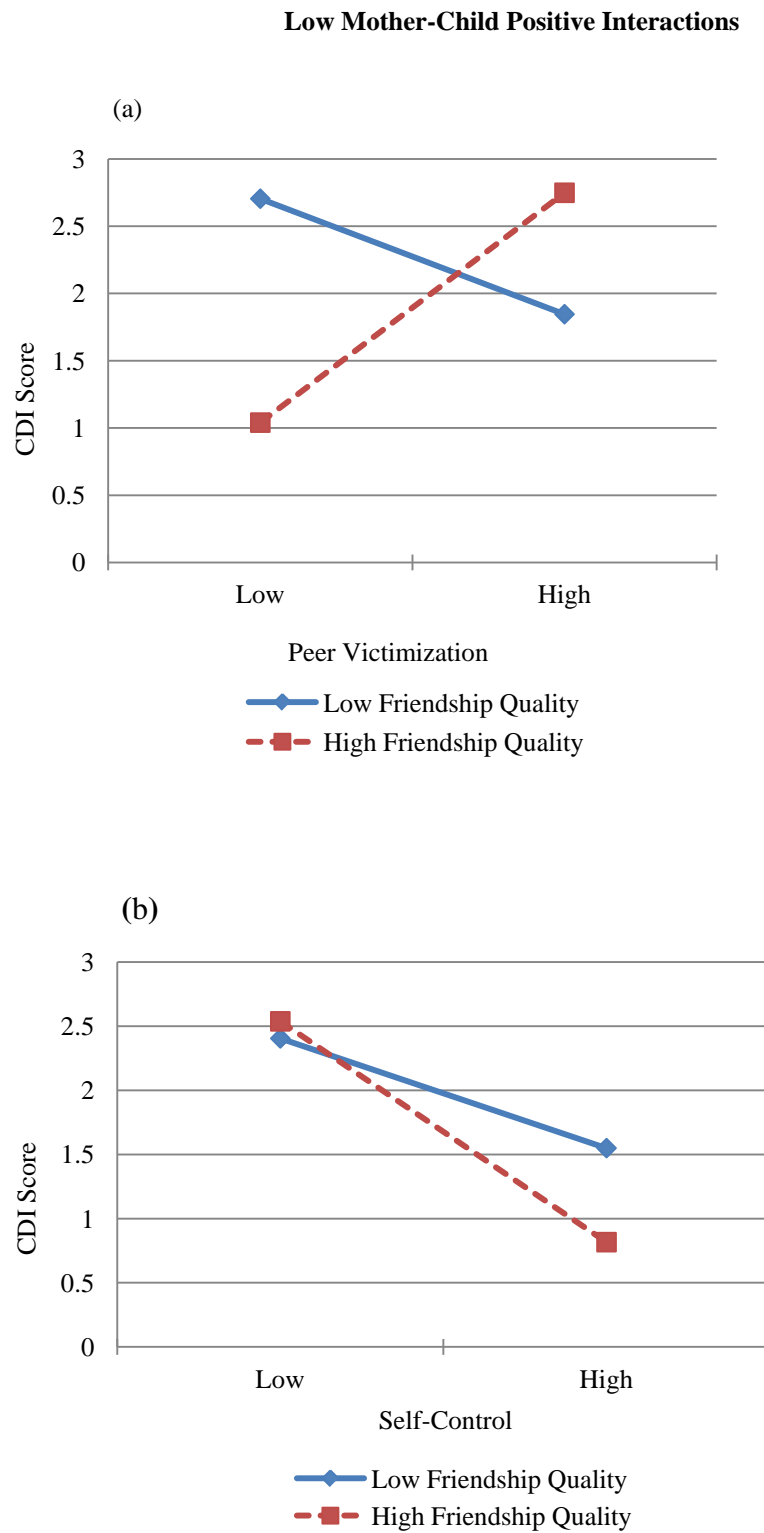 Low Mother-Child Positive Interactions
(a)
3
2.5
2
1.5
1
0.5
0
CDI Score
Low High
Peer Victimization
Low Friendship Quality
High Friendship Quality
(b)
3
2.5
2
1.5
1
0.5
0
CDI Score
Low High
Self-Control
Low Friendship Quality
High Friendship Quality